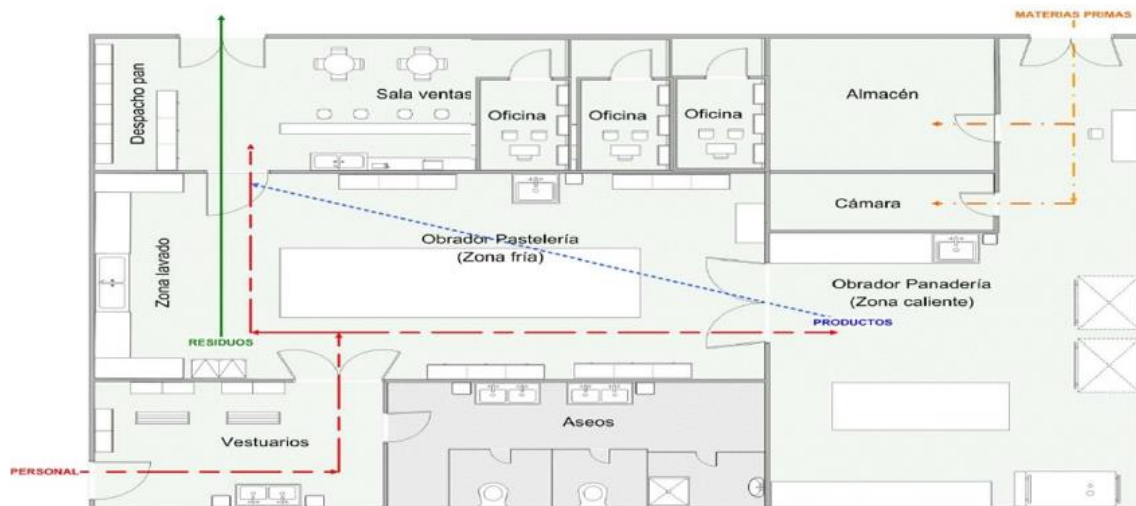 MATERIAS PRIMAS
Despacho pan
Sala ventas
Oficina
Oficina
Oficina
Almacén
Cámara
Zona lavado
Obrador Pastelería
(Zona fría)
Obrador Panadería
(Zona caliente)
PRODUCTOS
RESIDUOS
Vestuarios
Aseos
PERSONAL